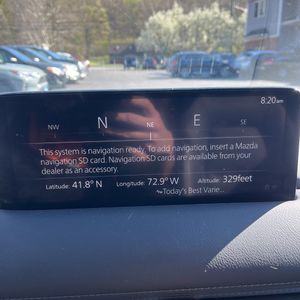 8:20am
NW N NE E SE
This system is navigation ready. To add navigation, insert a Mazda
navigation SD card. Navigation SD cards are available from your
dealer as an accessory.
Latitude: 41.8° N Longitude: 72.9° W Altitude: 329feet
Today's Best Varie...